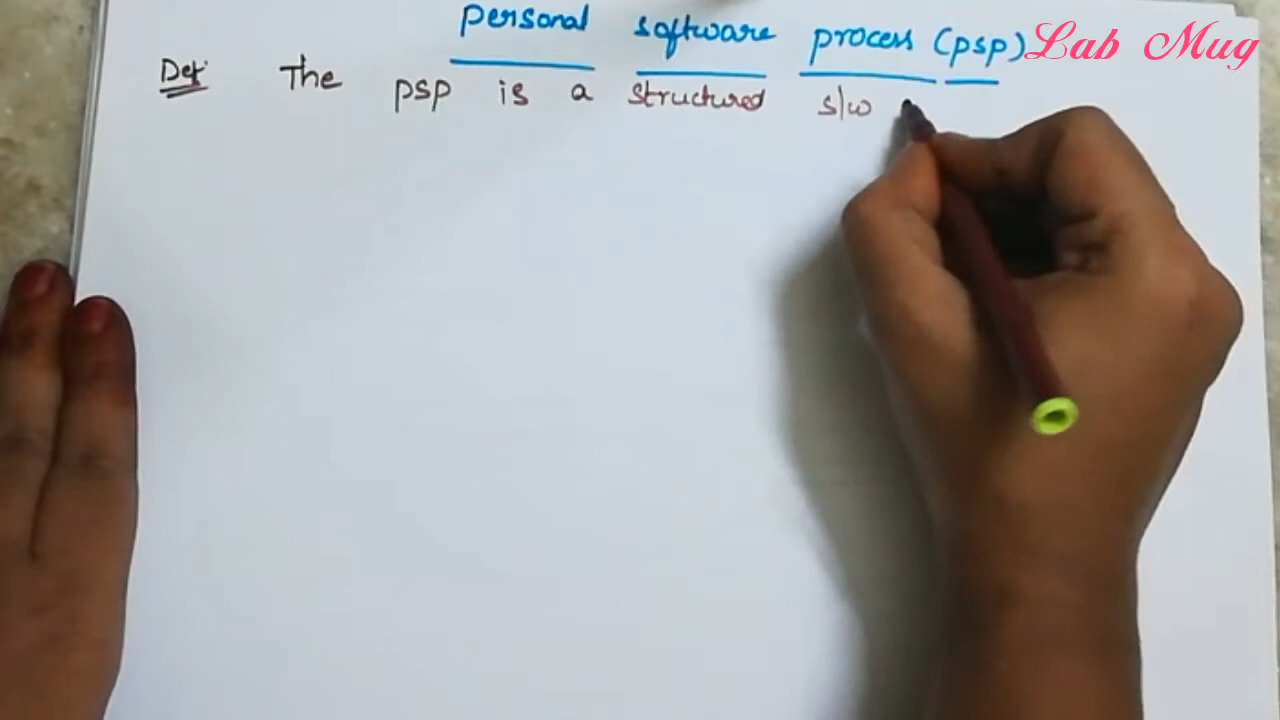 personal software process (psp)
Lab Mug
Def The psp is a structured s/w